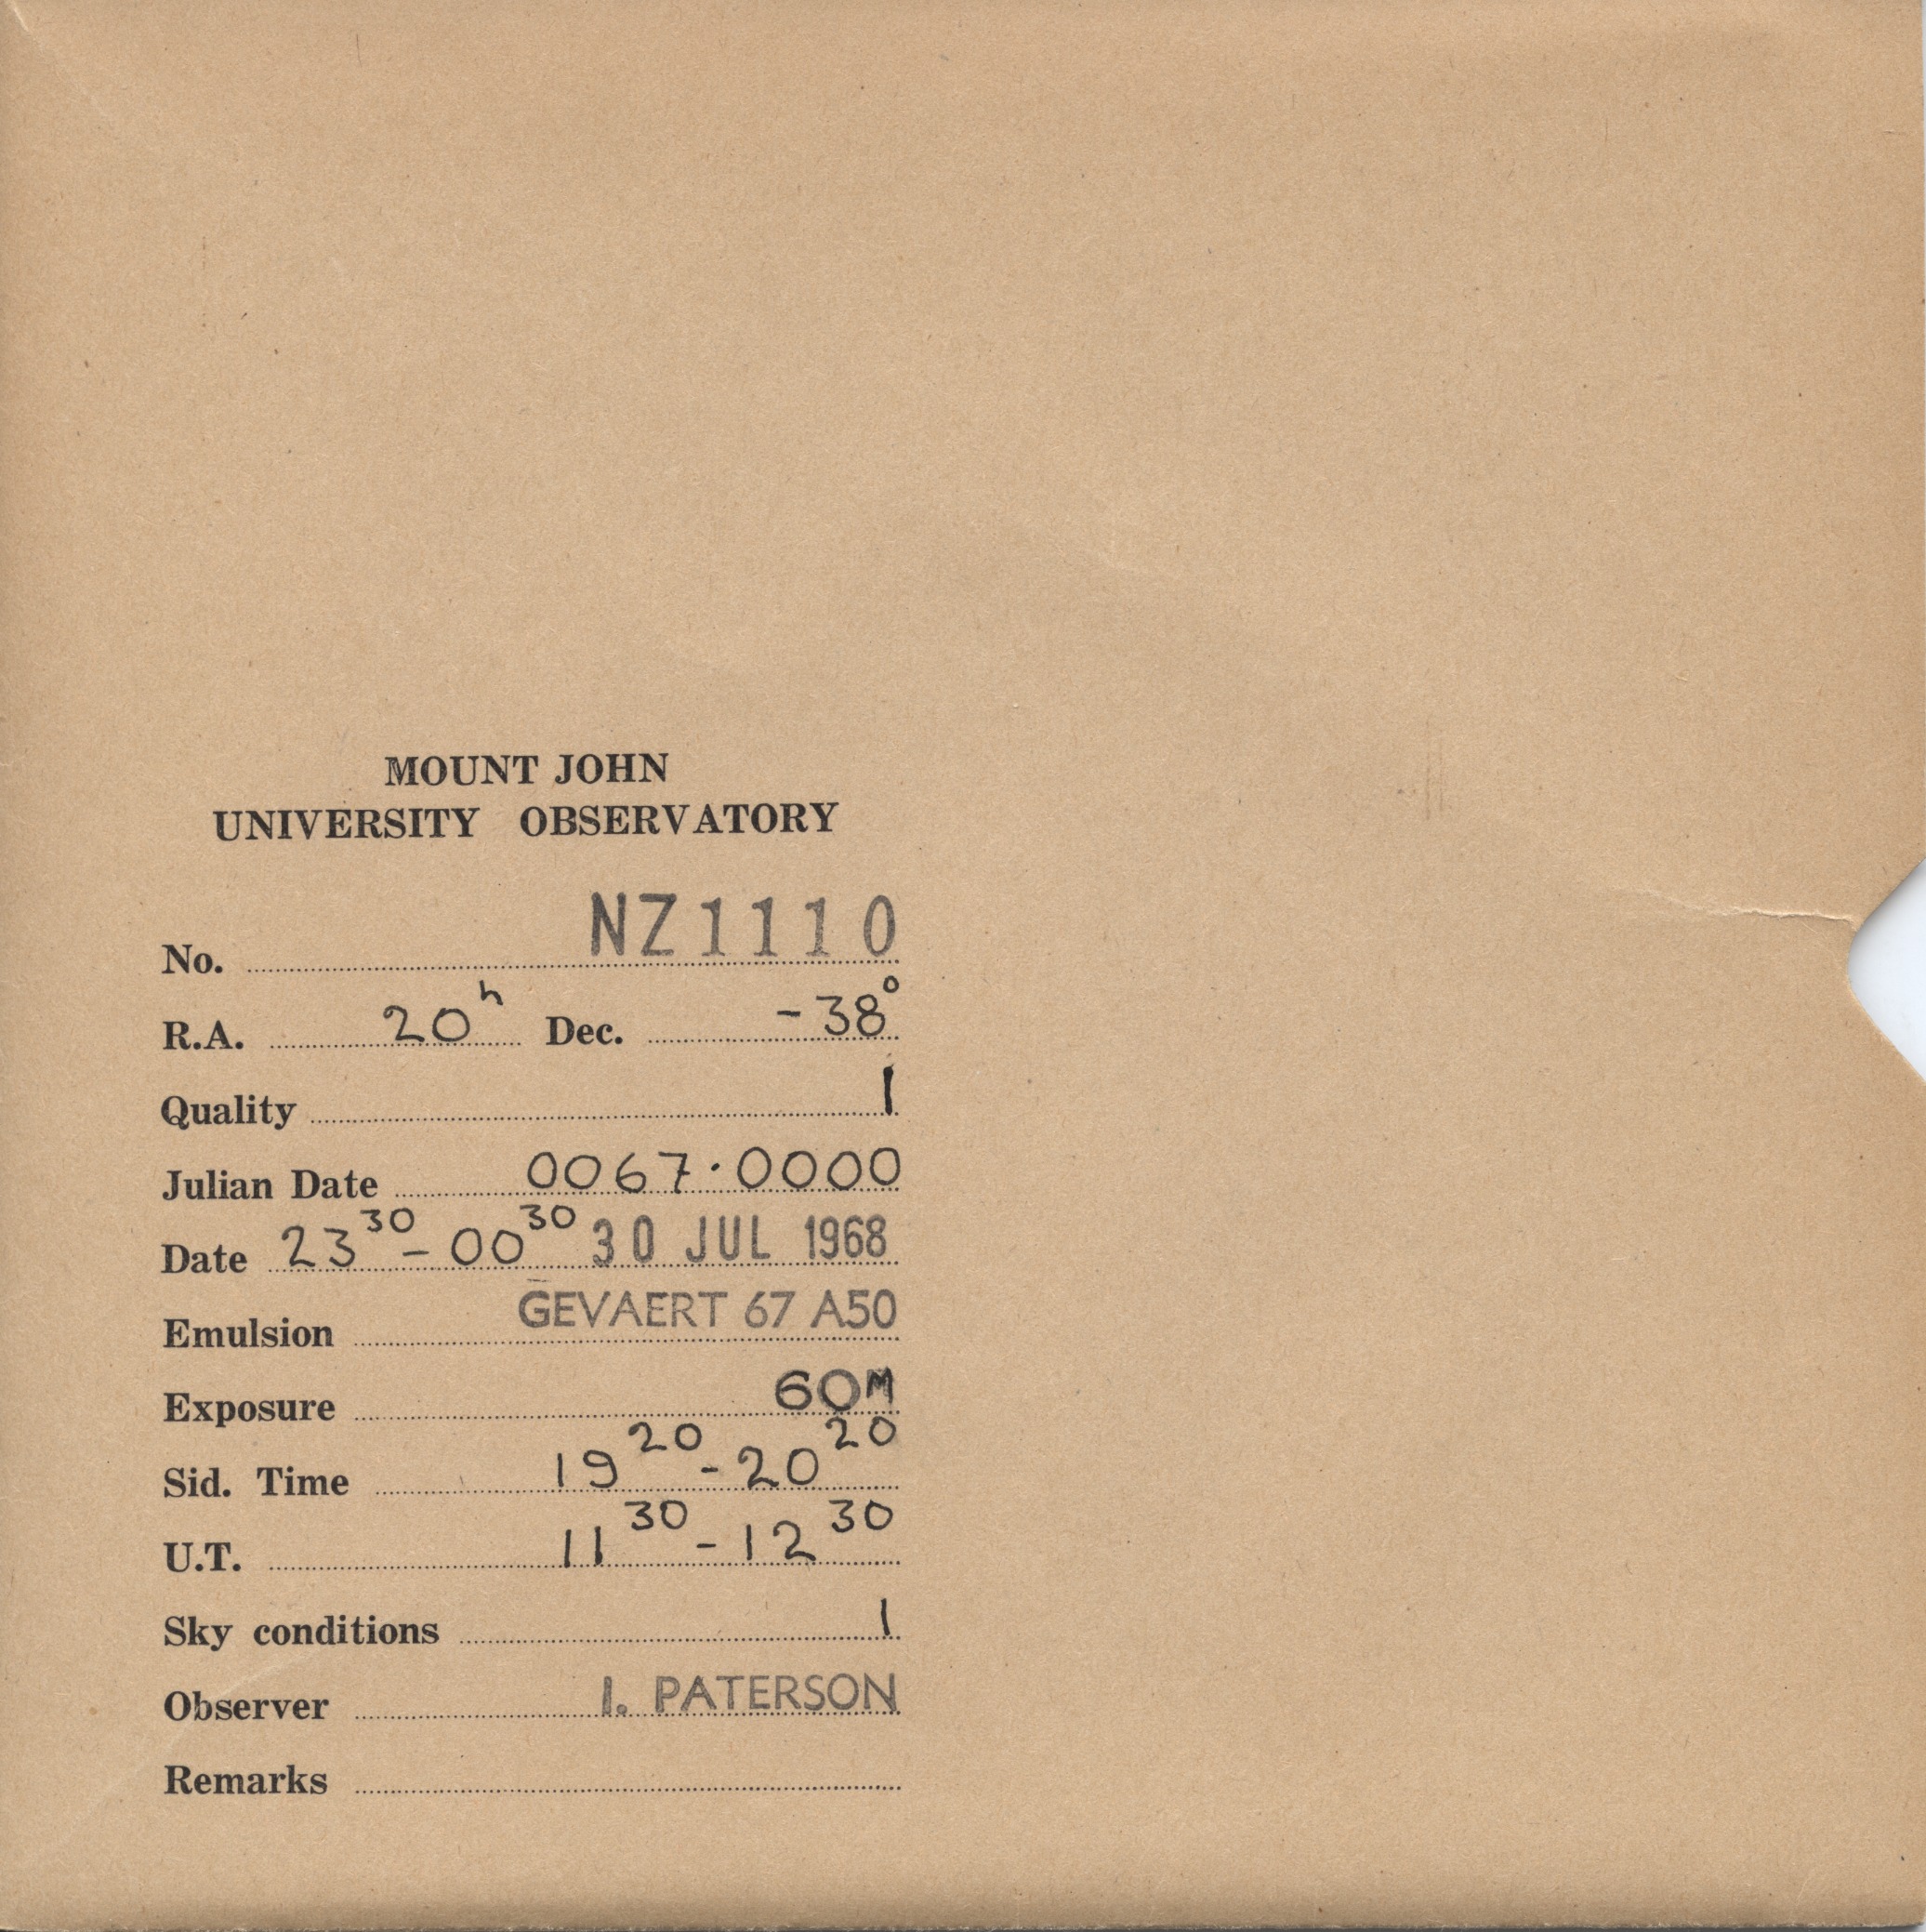 MOUNT JOHN
UNIVERSITY OBSERVATORY
No. NZ1110
R.A. 20h Dec. -38°
Quality 1
Julian Date 0067.0000
Date 23 30 - 00 30 30 JUL 1968
Emulsion GEVAERT 67 A50
Exposure 60M
Sid. Time 19 20 - 20 20
U.T. 11 30 - 12 30
Sky conditions 1
Observer I. PATERSON
Remarks